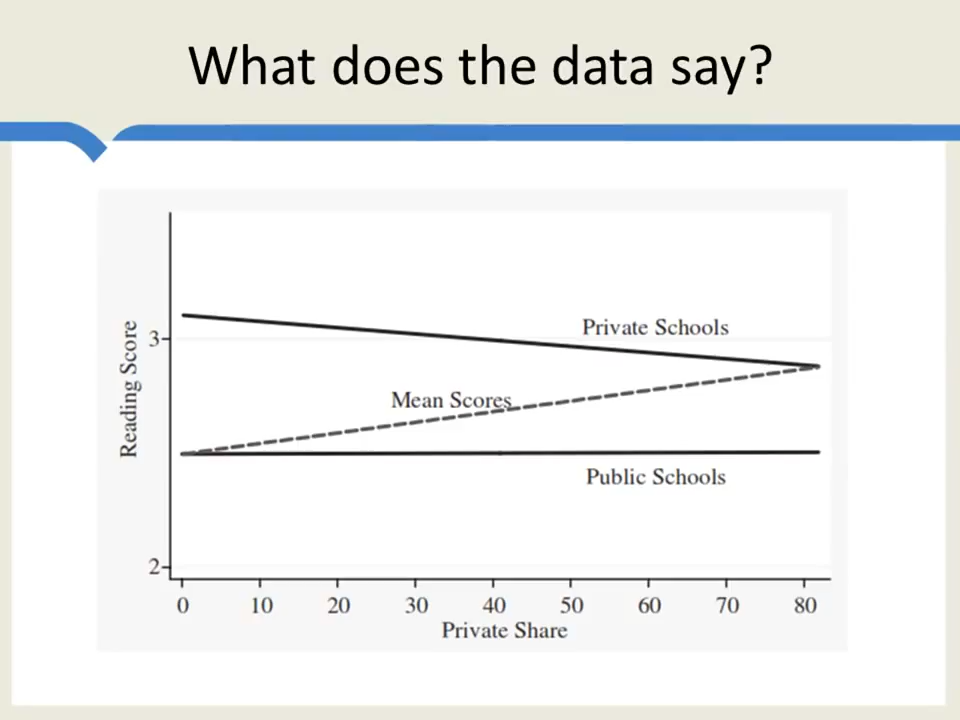 What does the data say?
Private Schools
3
Reading Score
Mean Scores
Public Schools
2
0 10 20 30 40 50 60 70 80
Private Share